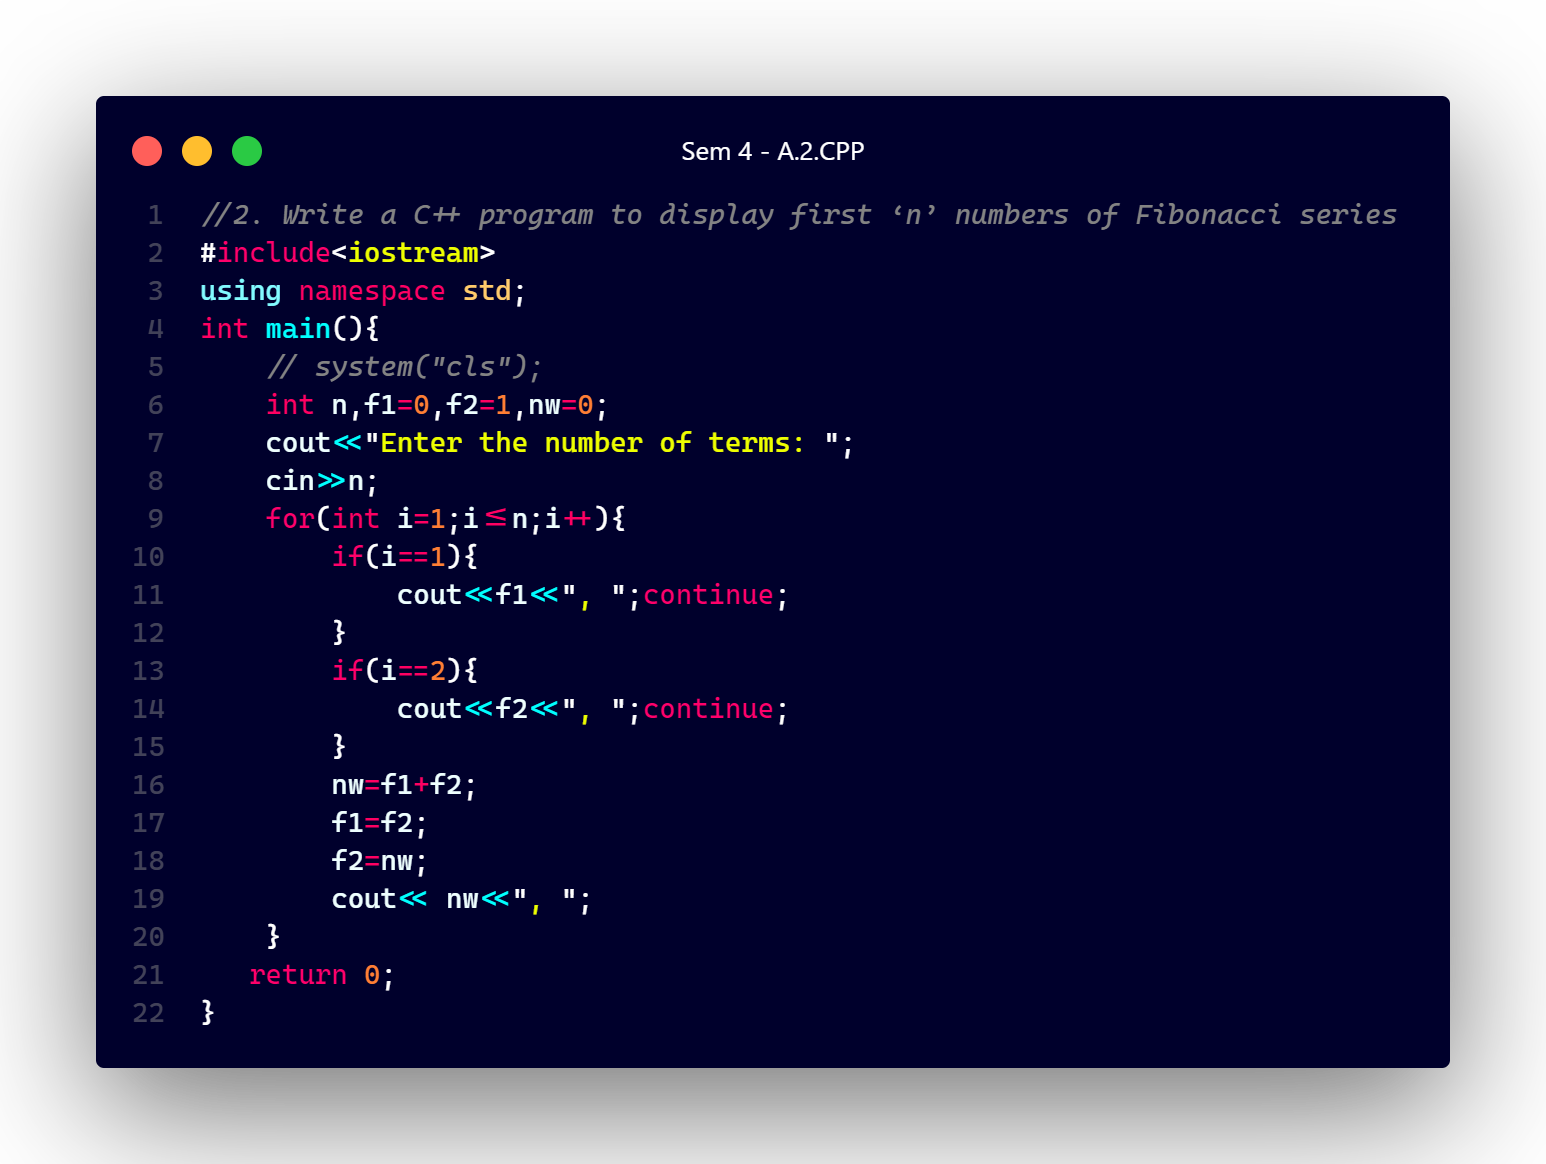 Sem 4 - A.2.CPP
1 //2. Write a C++ program to display first ‘n’ numbers of Fibonacci series
2 #include<iostream>
3 using namespace std;
4 int main(){
5     // system("cls");
6     int n,f1=0,f2=1,nw=0;
7     cout<<"Enter the number of terms: ";
8     cin>>n;
9     for(int i=1;i<=n;i++){
10         if(i==1){
11             cout<<f1<<", ";continue;
12         }
13         if(i==2){
14             cout<<f2<<", ";continue;
15         }
16         nw=f1+f2;
17         f1=f2;
18         f2=nw;
19         cout<< nw<<", ";
20     }
21    return 0;
22 }